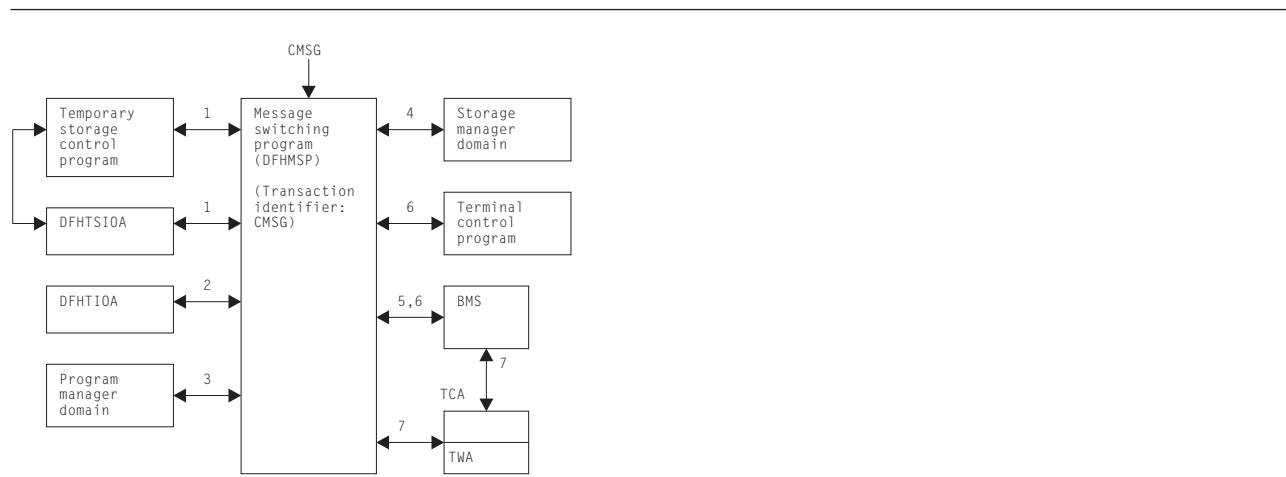 CMSG
Temporary
storage
control
program
1
Message
switching
program
(DFHMSP)
(Transaction
identifier:
CMSG)
4
Storage
manager
domain
DFHTSIOA
1
6
Terminal
control
program
DFHTIOA
2
5,6
BMS
7
Program
manager
domain
3
TCA
7
TWA